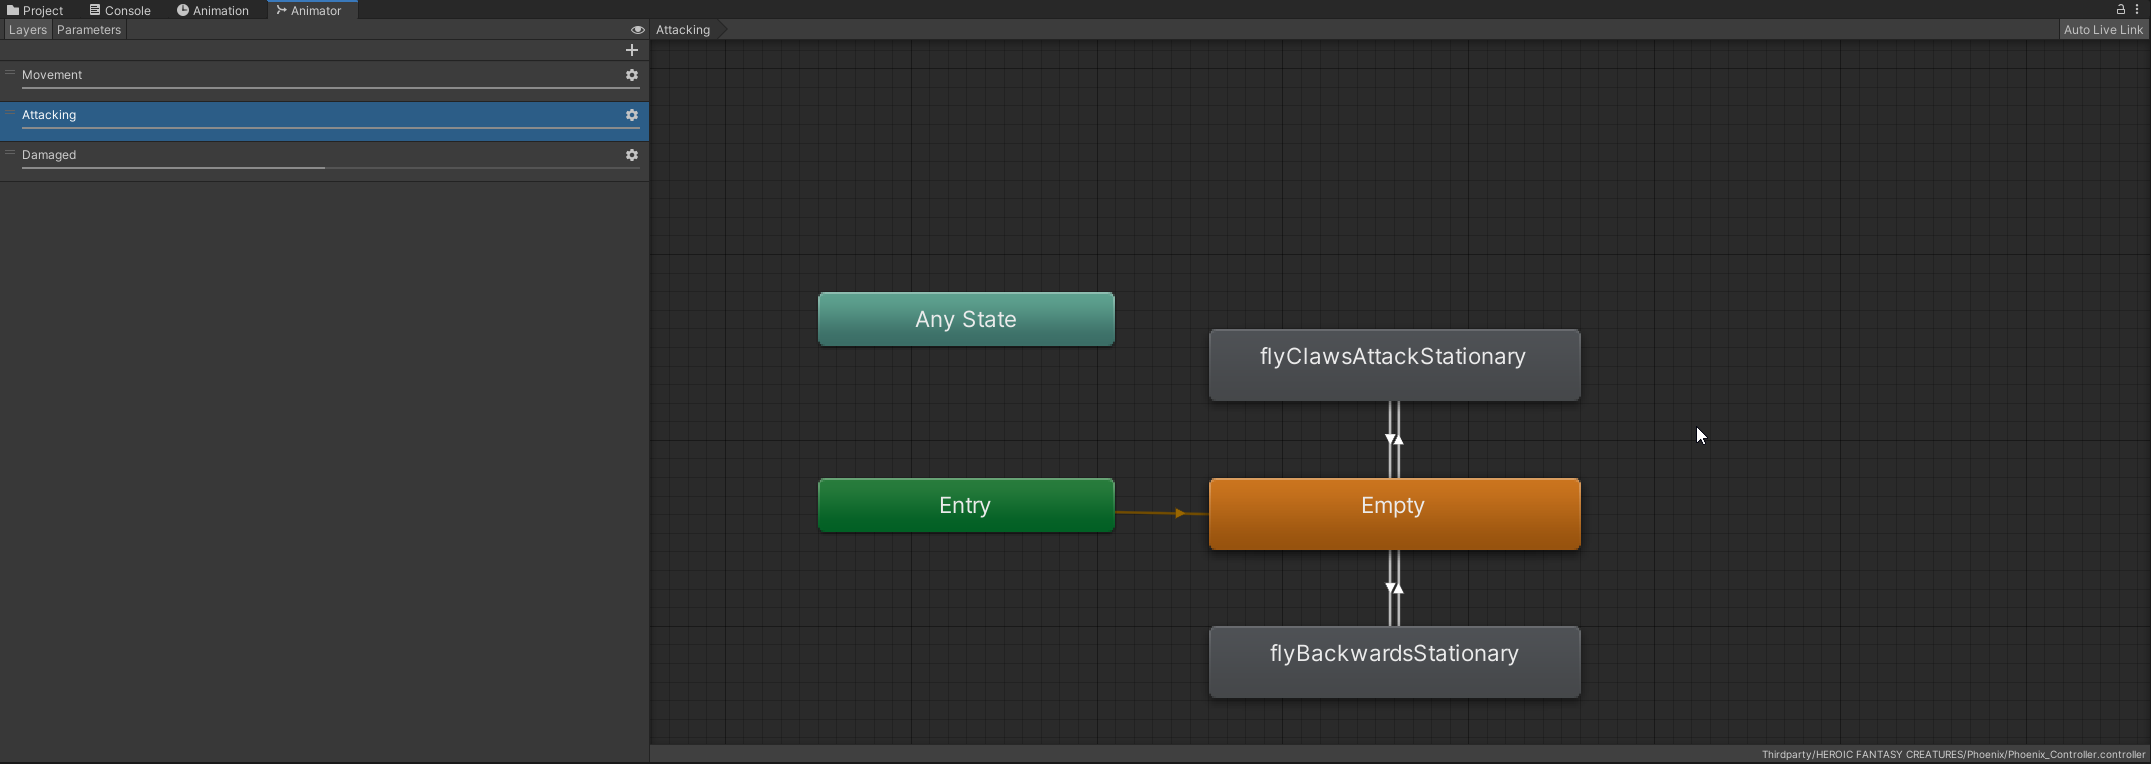 Project Console Animation Animator
Layers Parameters
Attacking
Auto Live Link
Movement
Attacking
Damaged
Any State
flyClawsAttackStationary
Entry
Empty
flyBackwardsStationary
Thirdparty/HEROIC FANTASY CREATURES/Phoenix/Phoenix_Controller.controller